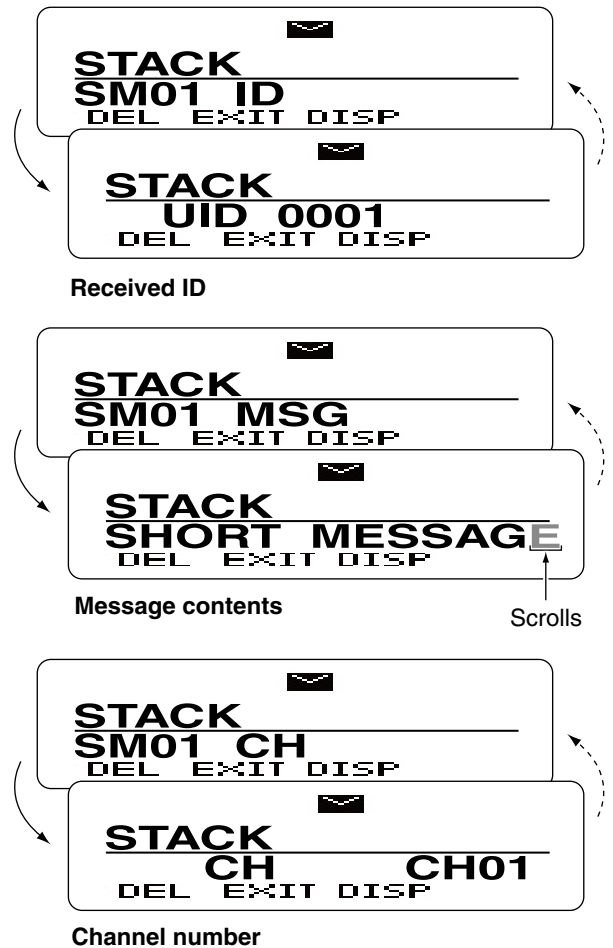 STACK
SM01 ID
DEL EXIT DISP
STACK
UID 0001
DEL EXIT DISP
Received ID
STACK
SM01 MSG
DEL EXIT DISP
STACK
SHORT MESSAGE
DEL EXIT DISP
Message contents
Scrolls
STACK
SM01 CH
DEL EXIT DISP
STACK
CH CH01
DEL EXIT DISP
Channel number